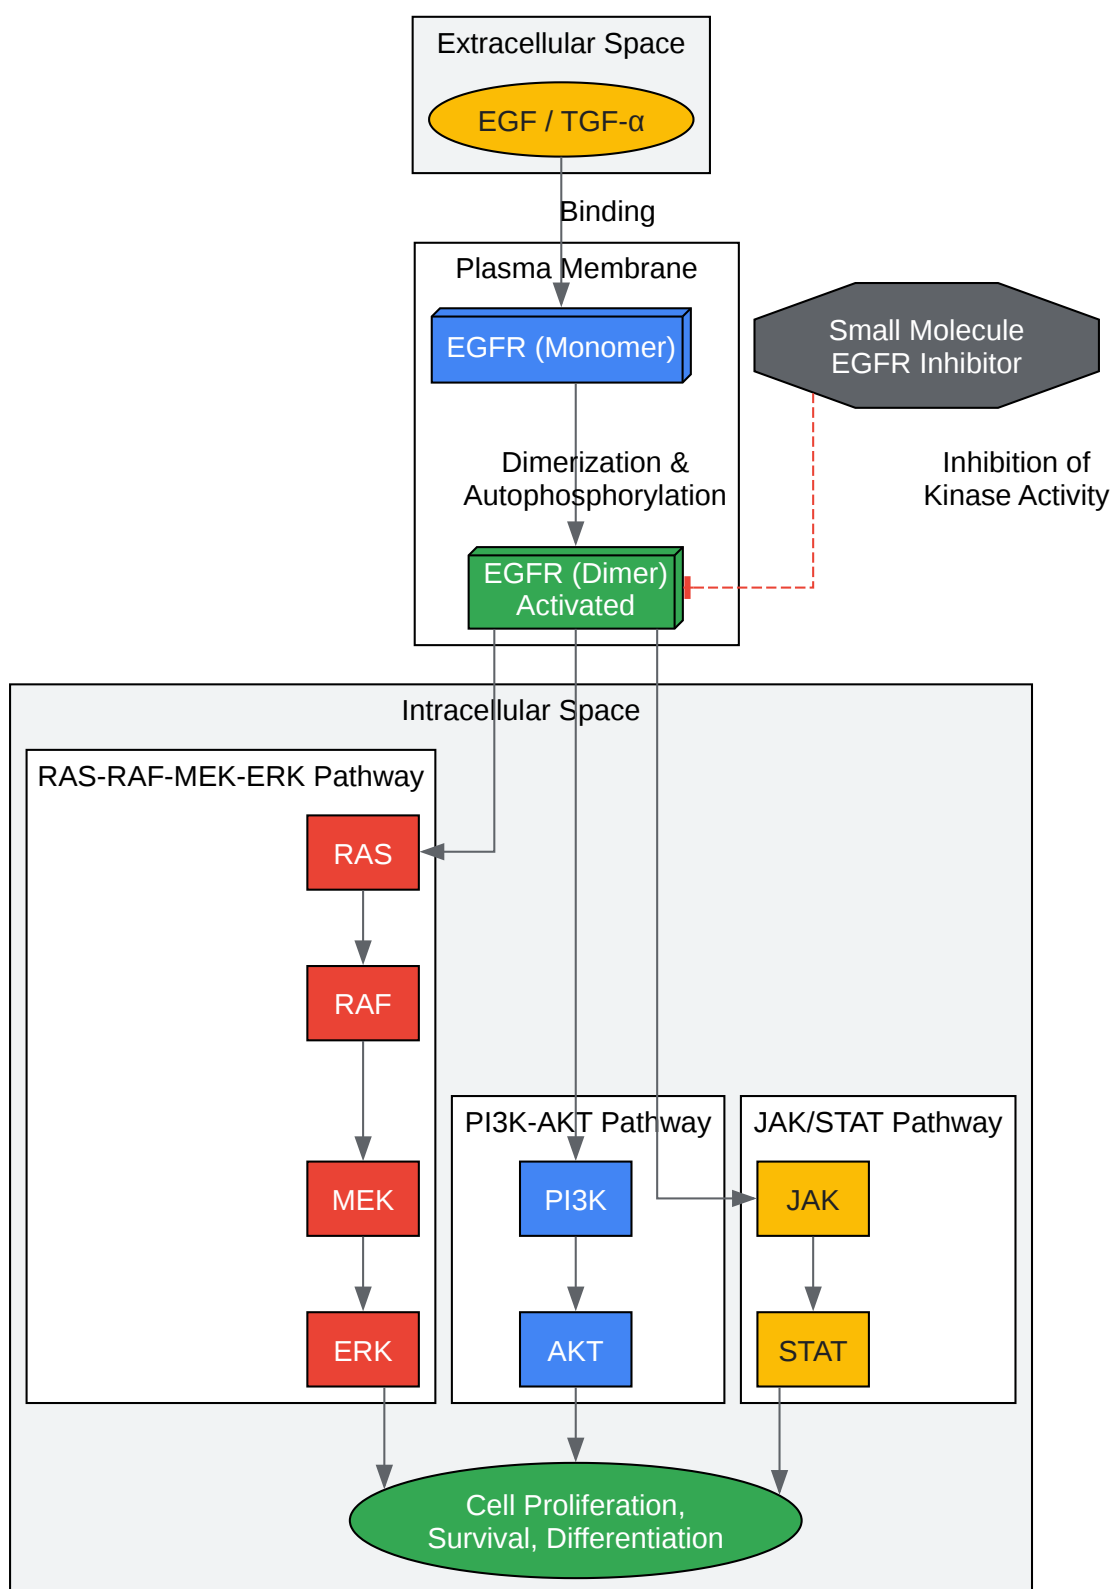 Extracellular Space
EGF / TGF-α
Binding
Plasma Membrane
EGFR (Monomer)
Small Molecule
EGFR Inhibitor
Dimerization &
Autophosphorylation
Inhibition of
Kinase Activity
EGFR (Dimer)
Activated
Intracellular Space
RAS-RAF-MEK-ERK Pathway
RAS
RAF
MEK
ERK
PI3K-AKT Pathway
PI3K
AKT
JAK/STAT Pathway
JAK
STAT
Cell Proliferation,
Survival, Differentiation